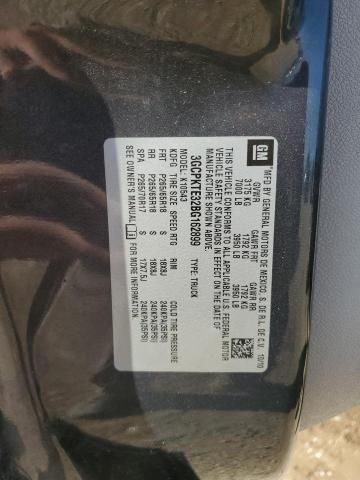 GM MFD BY GENERAL MOTORS DE MEXICO, S. DE R.L. DE C.V. 10/10
GVWR GAWR FRT GAWR RR
3175 KG 1792 KG 1792 KG
7000 LB 3950 LB 3950 LB
THIS VEHICLE CONFORMS TO ALL APPLICABLE U.S. FEDERAL MOTOR
VEHICLE SAFETY STANDARDS IN EFFECT ON THE DATE OF
MANUFACTURE SHOWN ABOVE.
3GCPKTE32BG162899 TYPE: TRUCK
K10543
KDFG TIRE SIZE SPEED RTG RIM COLD TIRE PRESSURE
FRT P265/65R18 S 18X8J 240KPA(35PSI)
RR P265/65R18 S 18X8J 240KPA(35PSI)
SPA P265/70R17 S 17X7.5J 240KPA(35PSI)
SEE OWNER'S MANUAL FOR MORE INFORMATION.